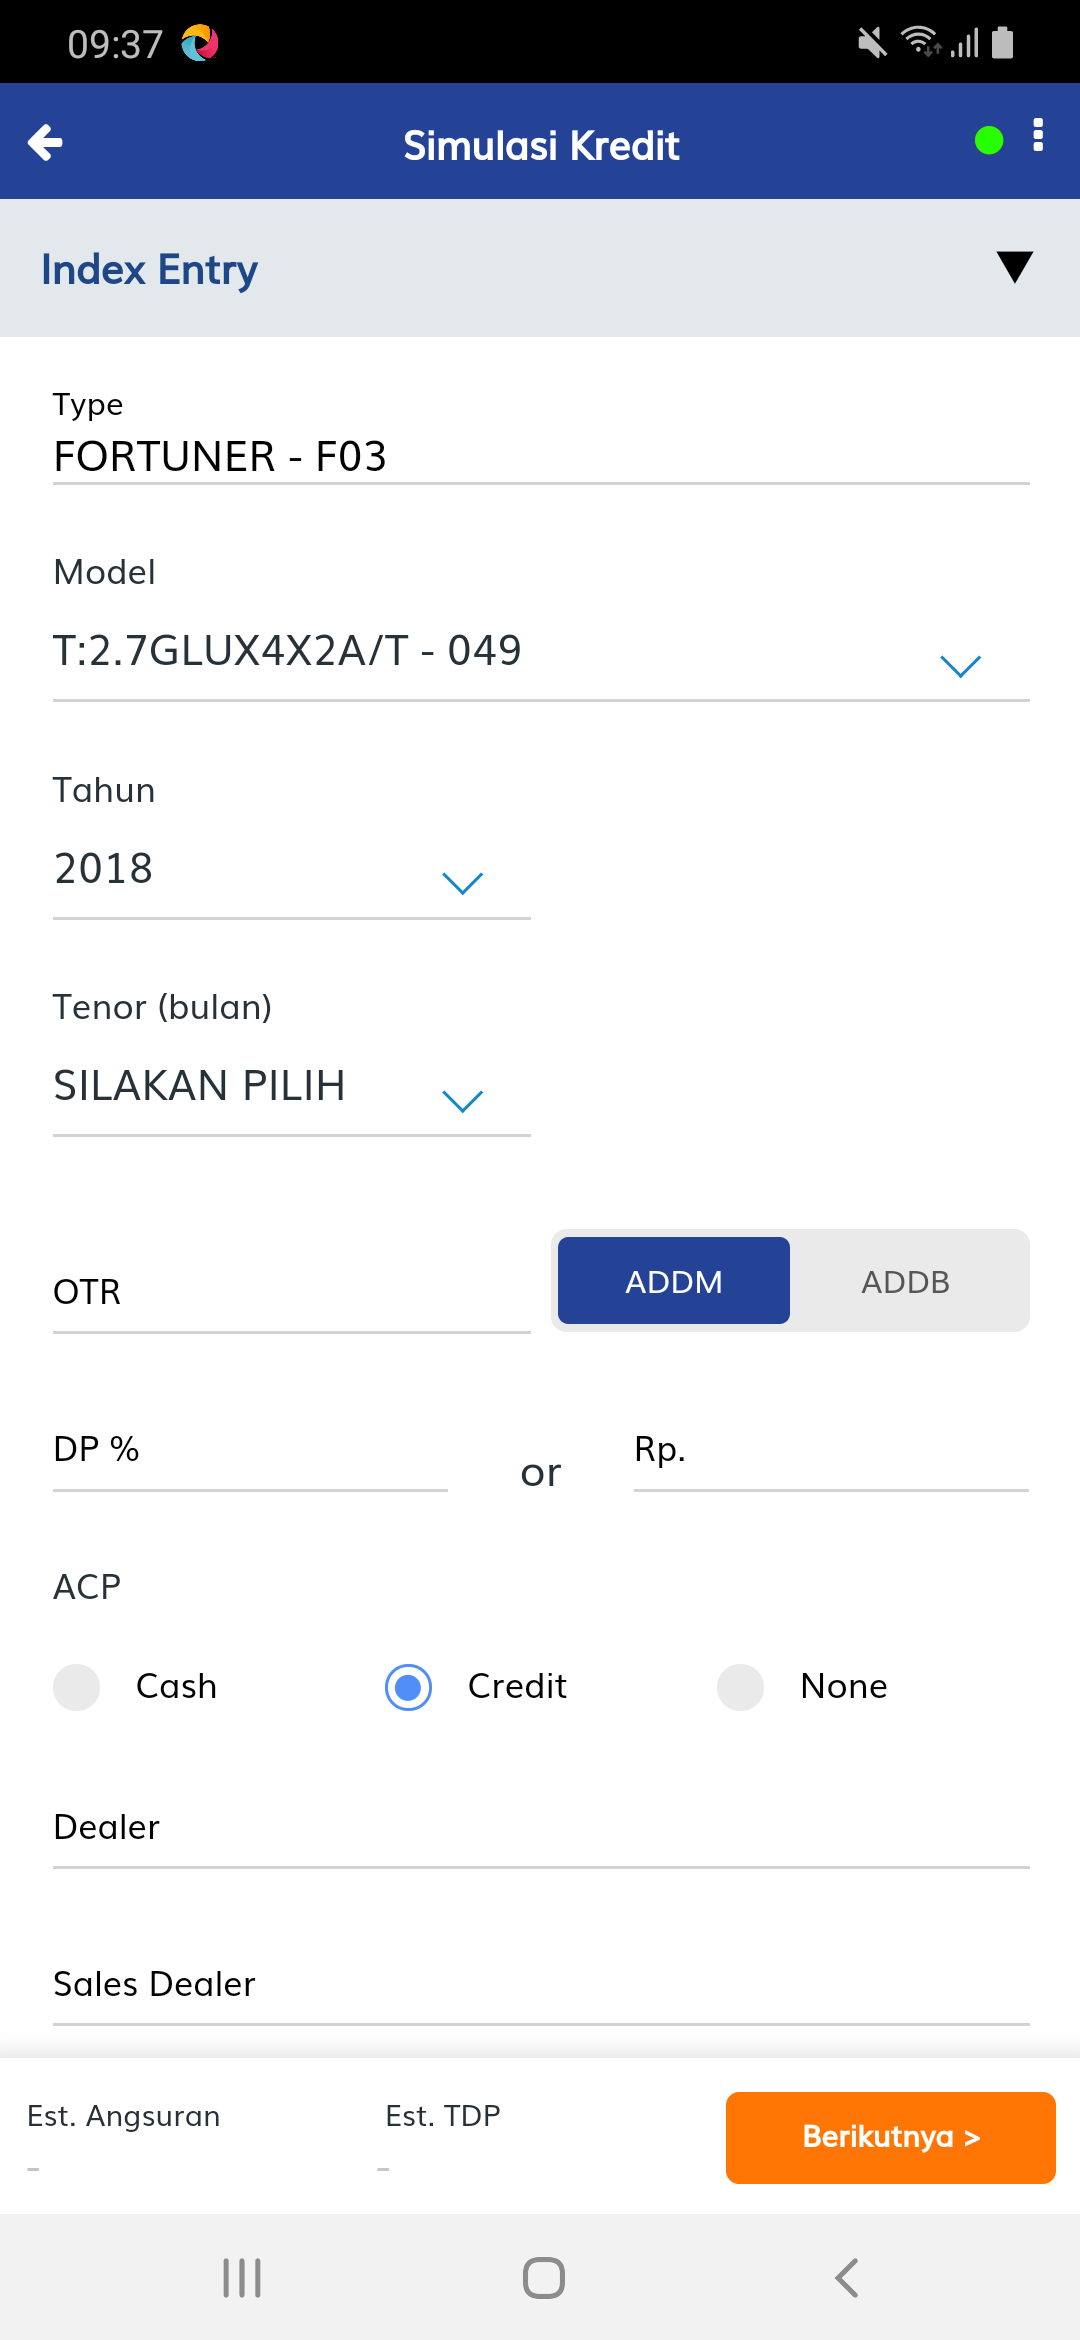 09:37
Simulasi Kredit
Index Entry
Type
FORTUNER - F03
Model
T:2.7GLUX4X2A/T - 049
Tahun
2018
Tenor (bulan)
SILAKAN PILIH
OTR
ADDM ADDB
DP % or Rp.
ACP
Cash Credit None
Dealer
Sales Dealer
Est. Angsuran Est. TDP
- -
Berikutnya >